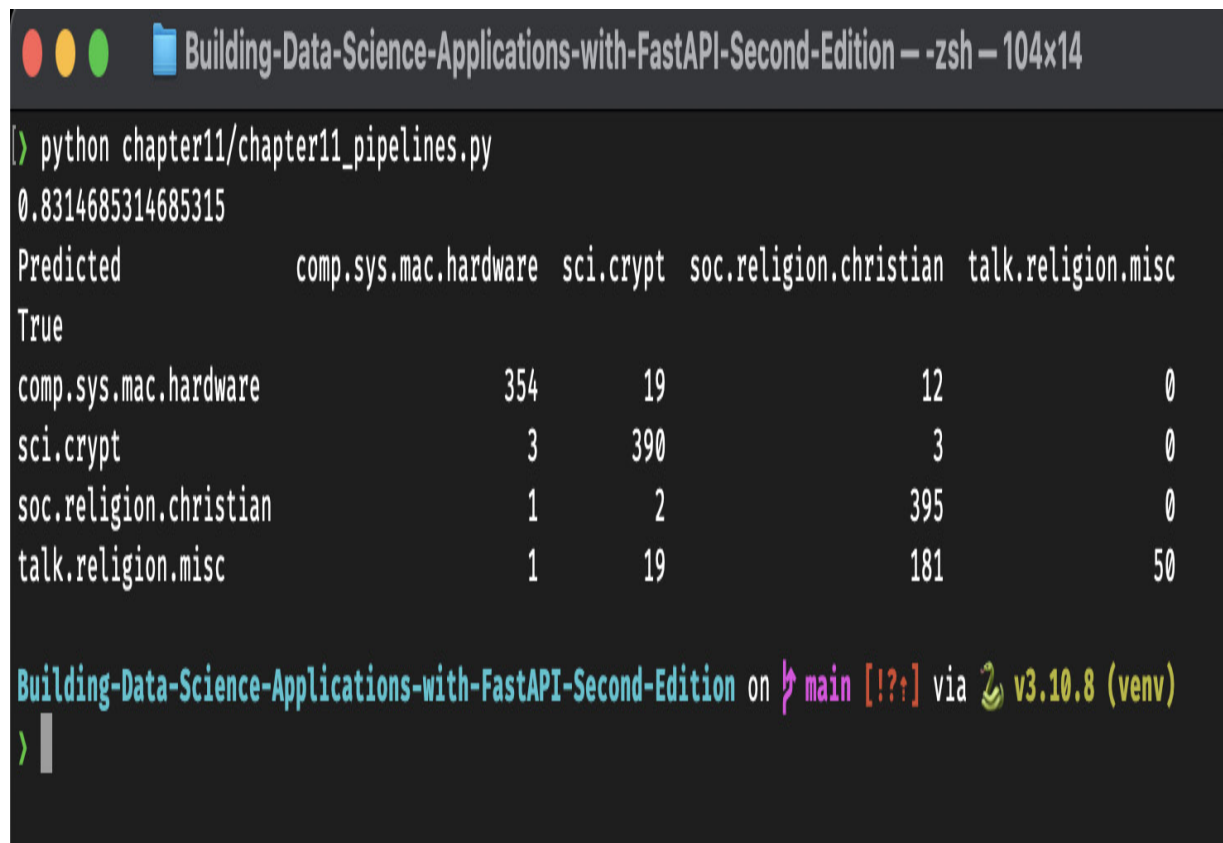 Building-Data-Science-Applications-with-FastAPI-Second-Edition — -zsh — 104×14
[❯ python chapter11/chapter11_pipelines.py
0.8314685314685315
Predicted              comp.sys.mac.hardware  sci.crypt  soc.religion.christian  talk.religion.misc
True
comp.sys.mac.hardware                    354         19                      12                   0
sci.crypt                                  3        390                       3                   0
soc.religion.christian                     1          2                     395                   0
talk.religion.misc                         1         19                     181                  50
Building-Data-Science-Applications-with-FastAPI-Second-Edition on main [!?↑] via 🐍 v3.10.8 (venv)
❯